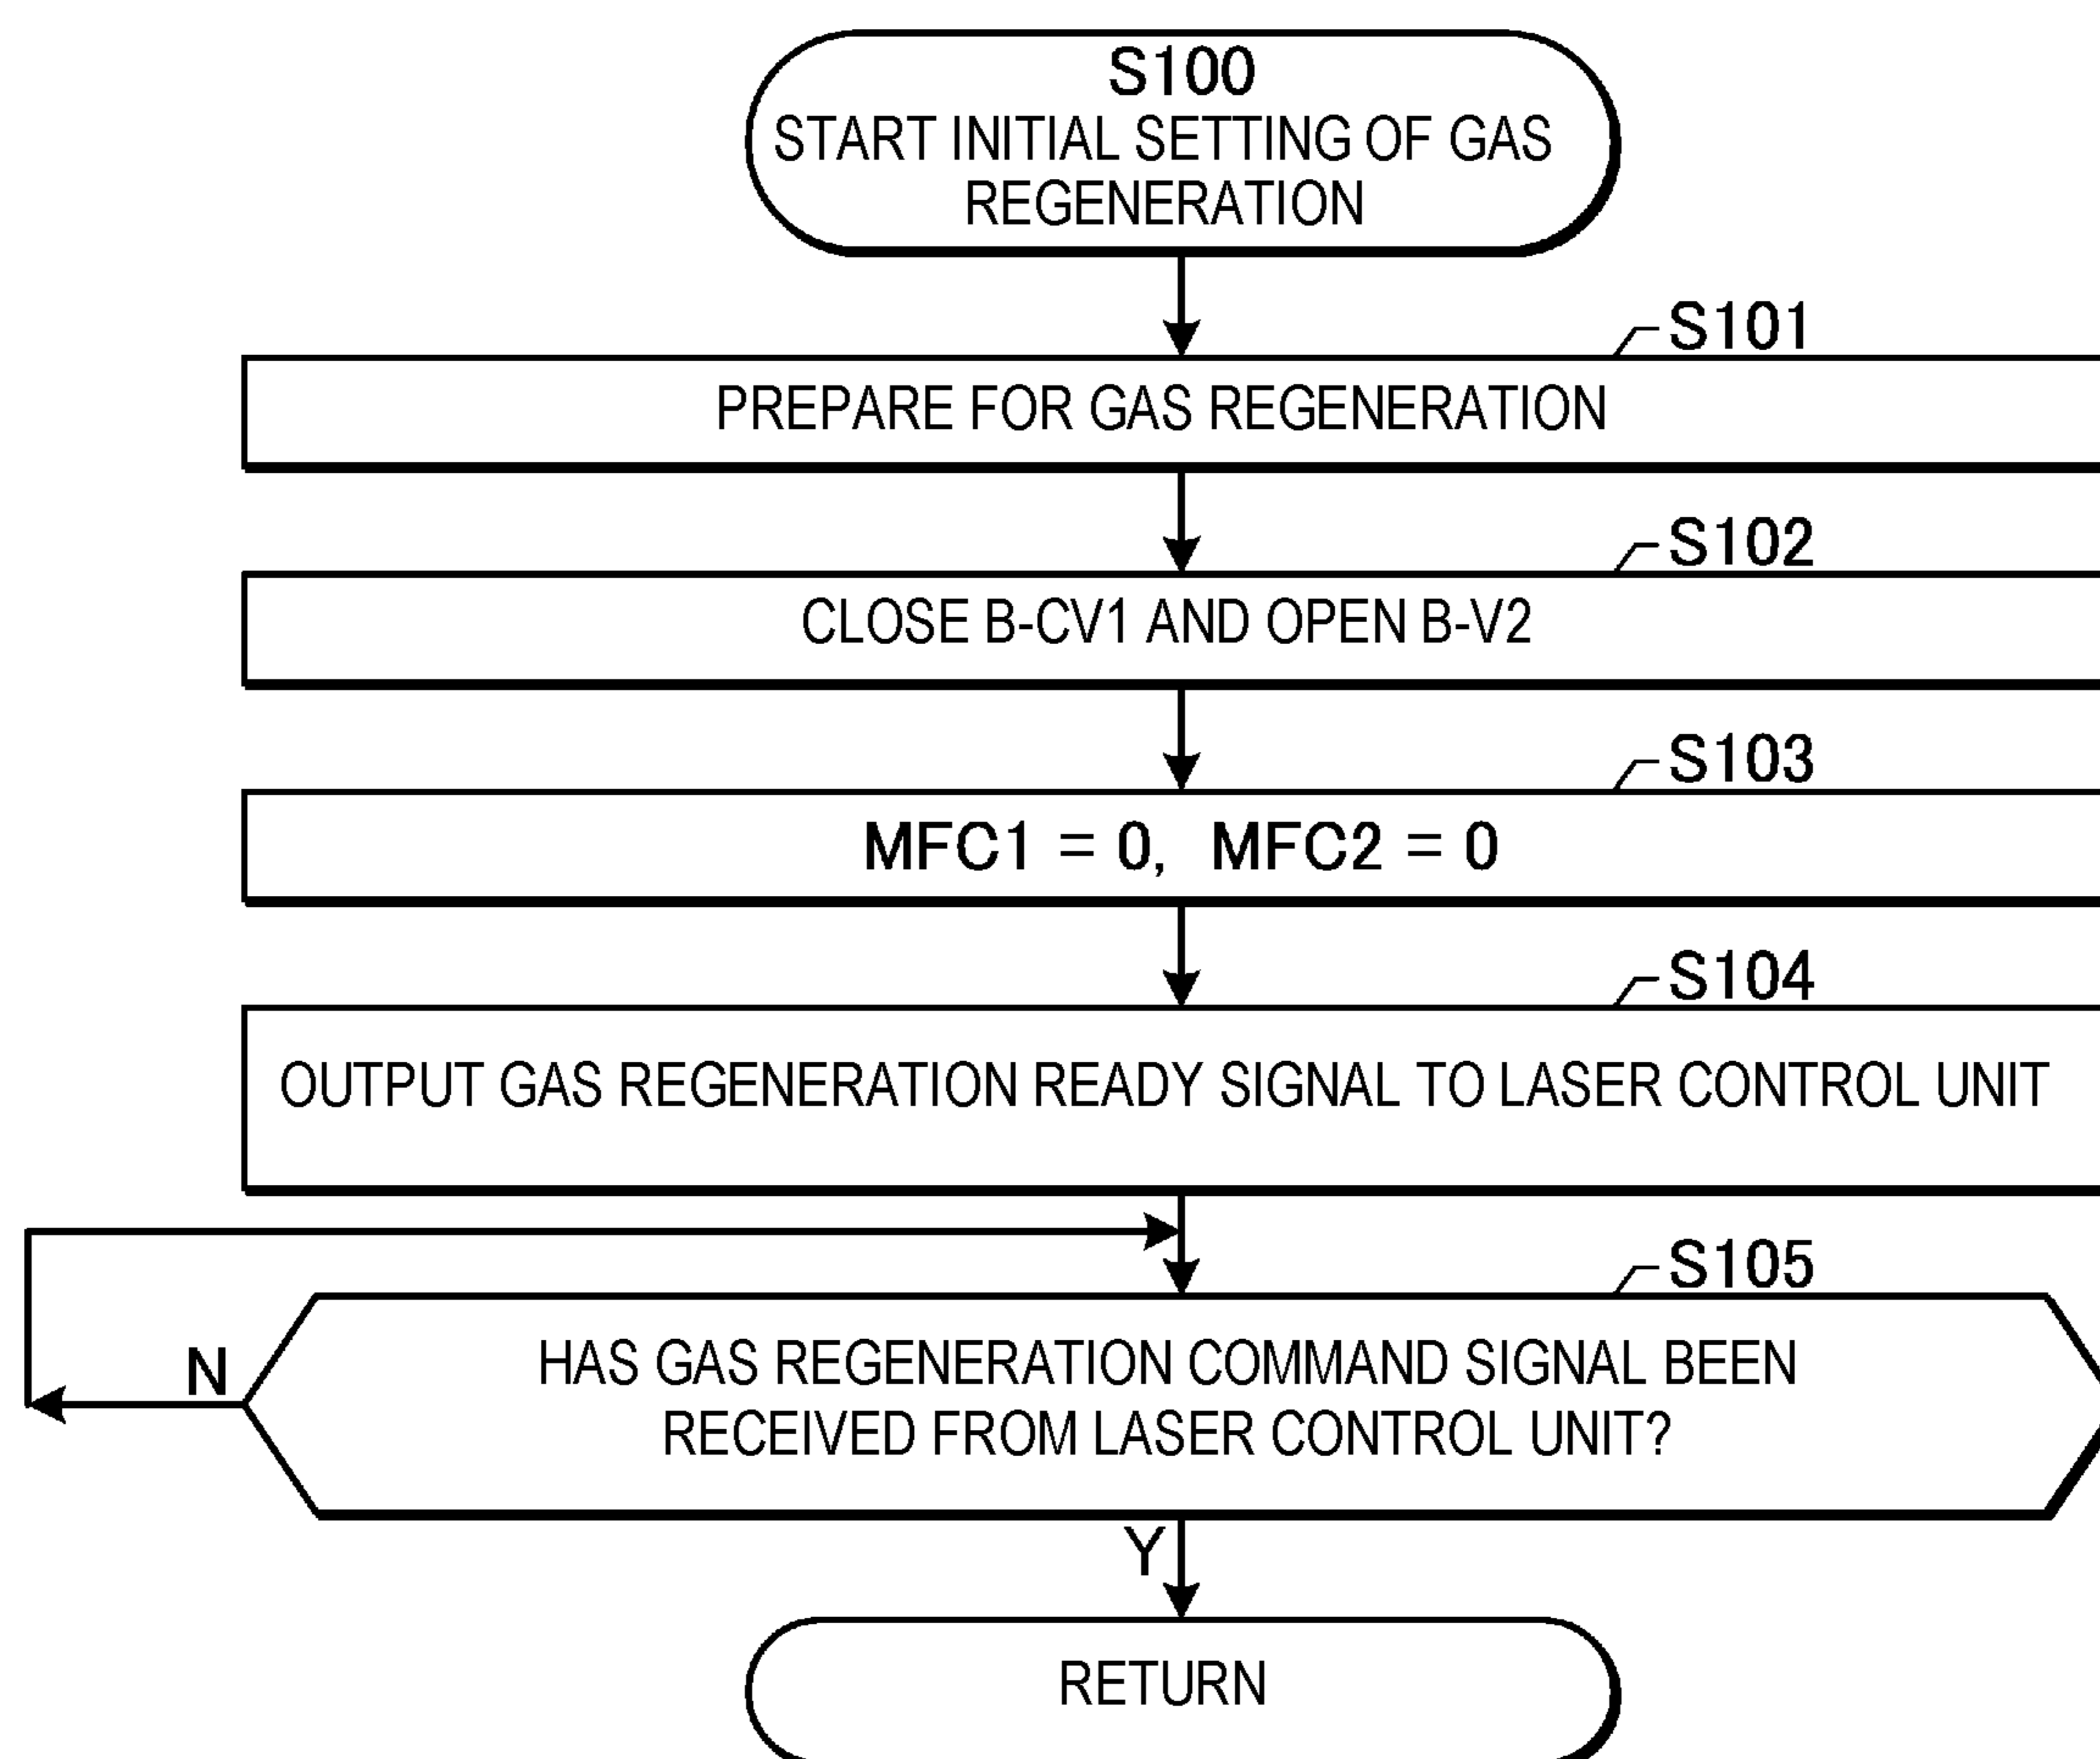 S100
START INITIAL SETTING OF GAS
REGENERATION
S101
PREPARE FOR GAS REGENERATION
S102
CLOSE B-CV1 AND OPEN B-V2
S103
MFC1 = 0, MFC2 = 0
S104
OUTPUT GAS REGENERATION READY SIGNAL TO LASER CONTROL UNIT
S105
HAS GAS REGENERATION COMMAND SIGNAL BEEN
RECEIVED FROM LASER CONTROL UNIT?
N
Y
RETURN